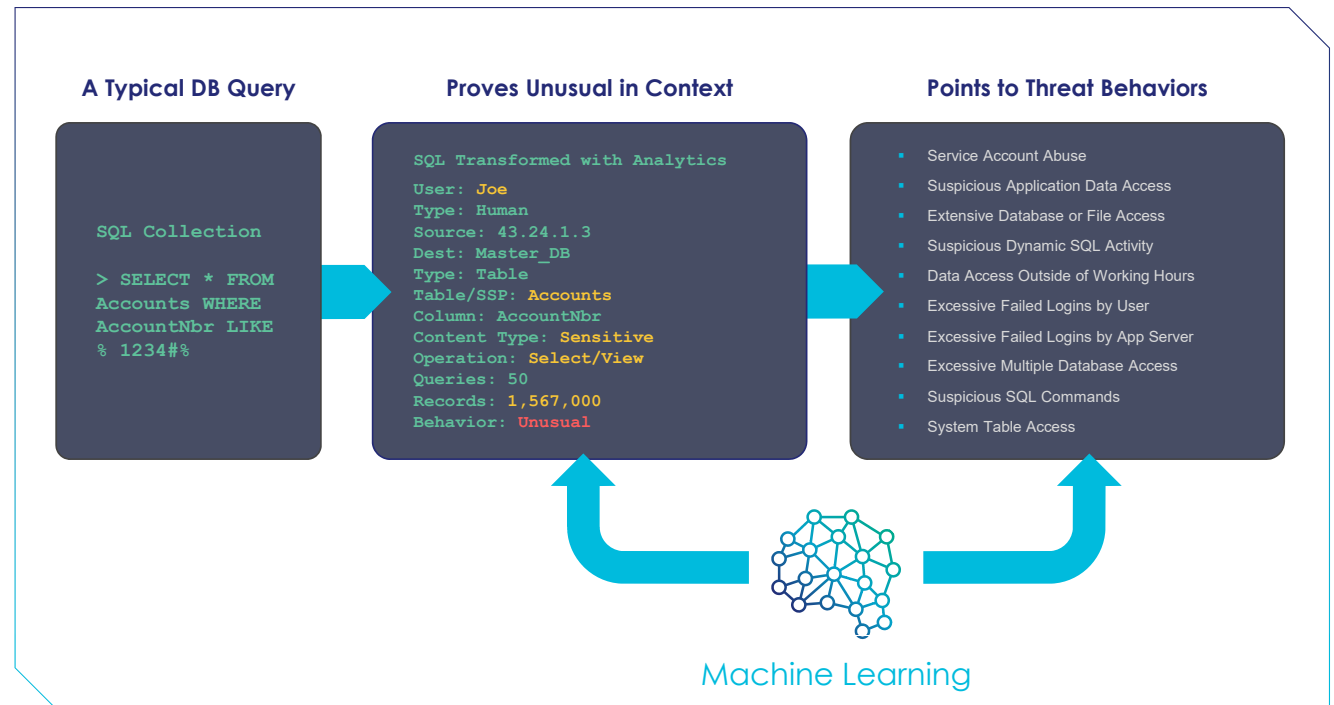 A Typical DB Query
SQL Collection
> SELECT * FROM
Accounts WHERE
AccountNbr LIKE
% 1234#%
Proves Unusual in Context
SQL Transformed with Analytics
User: Joe
Type: Human
Source: 43.24.1.3
Dest: Master_DB
Type: Table
Table/SSP: Accounts
Column: AccountNbr
Content Type: Sensitive
Operation: Select/View
Queries: 50
Records: 1,567,000
Behavior: Unusual
Points to Threat Behaviors
▪ Service Account Abuse
▪ Suspicious Application Data Access
▪ Extensive Database or File Access
▪ Suspicious Dynamic SQL Activity
▪ Data Access Outside of Working Hours
▪ Excessive Failed Logins by User
▪ Excessive Failed Logins by App Server
▪ Excessive Multiple Database Access
▪ Suspicious SQL Commands
▪ System Table Access
Machine Learning